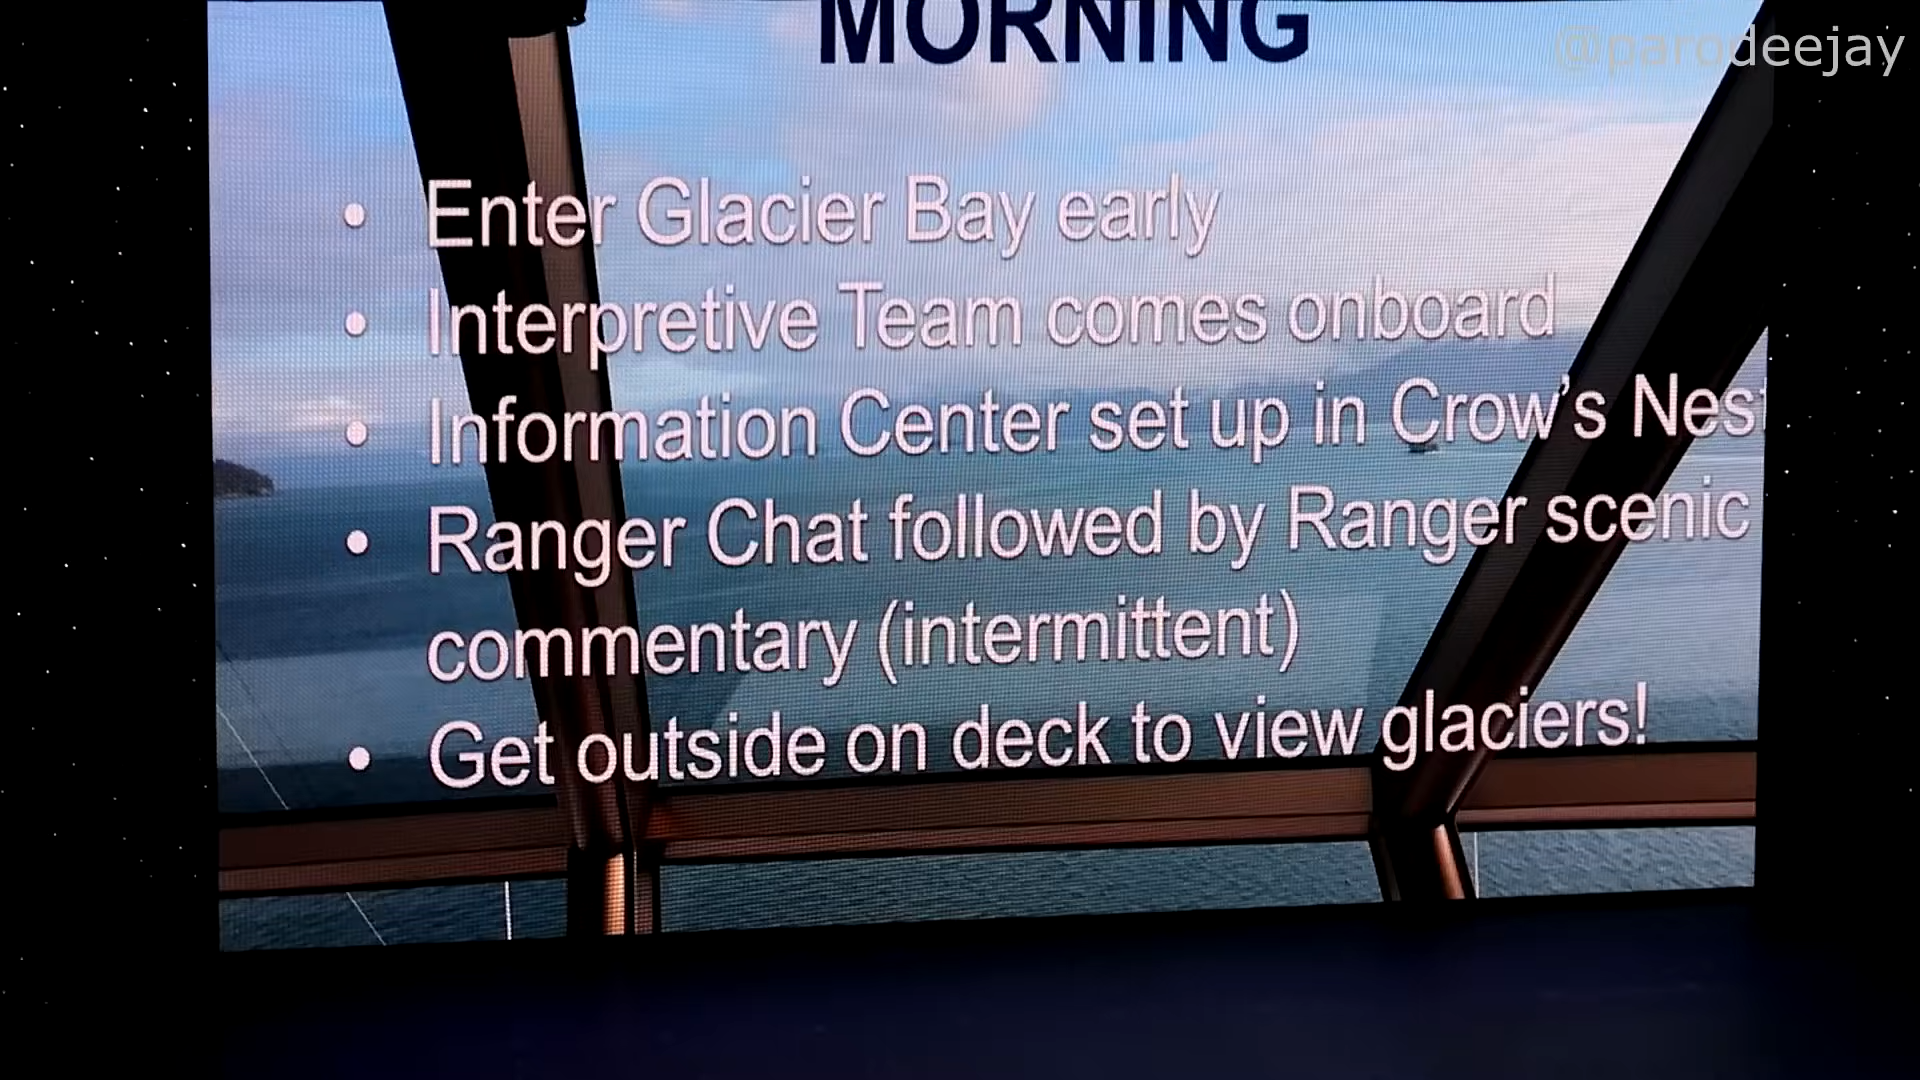 MORNING
@parodeejay
• Enter Glacier Bay early
• Interpretive Team comes onboard
• Information Center set up in Crow's Nest
• Ranger Chat followed by Ranger scenic
commentary (intermittent)
• Get outside on deck to view glaciers!